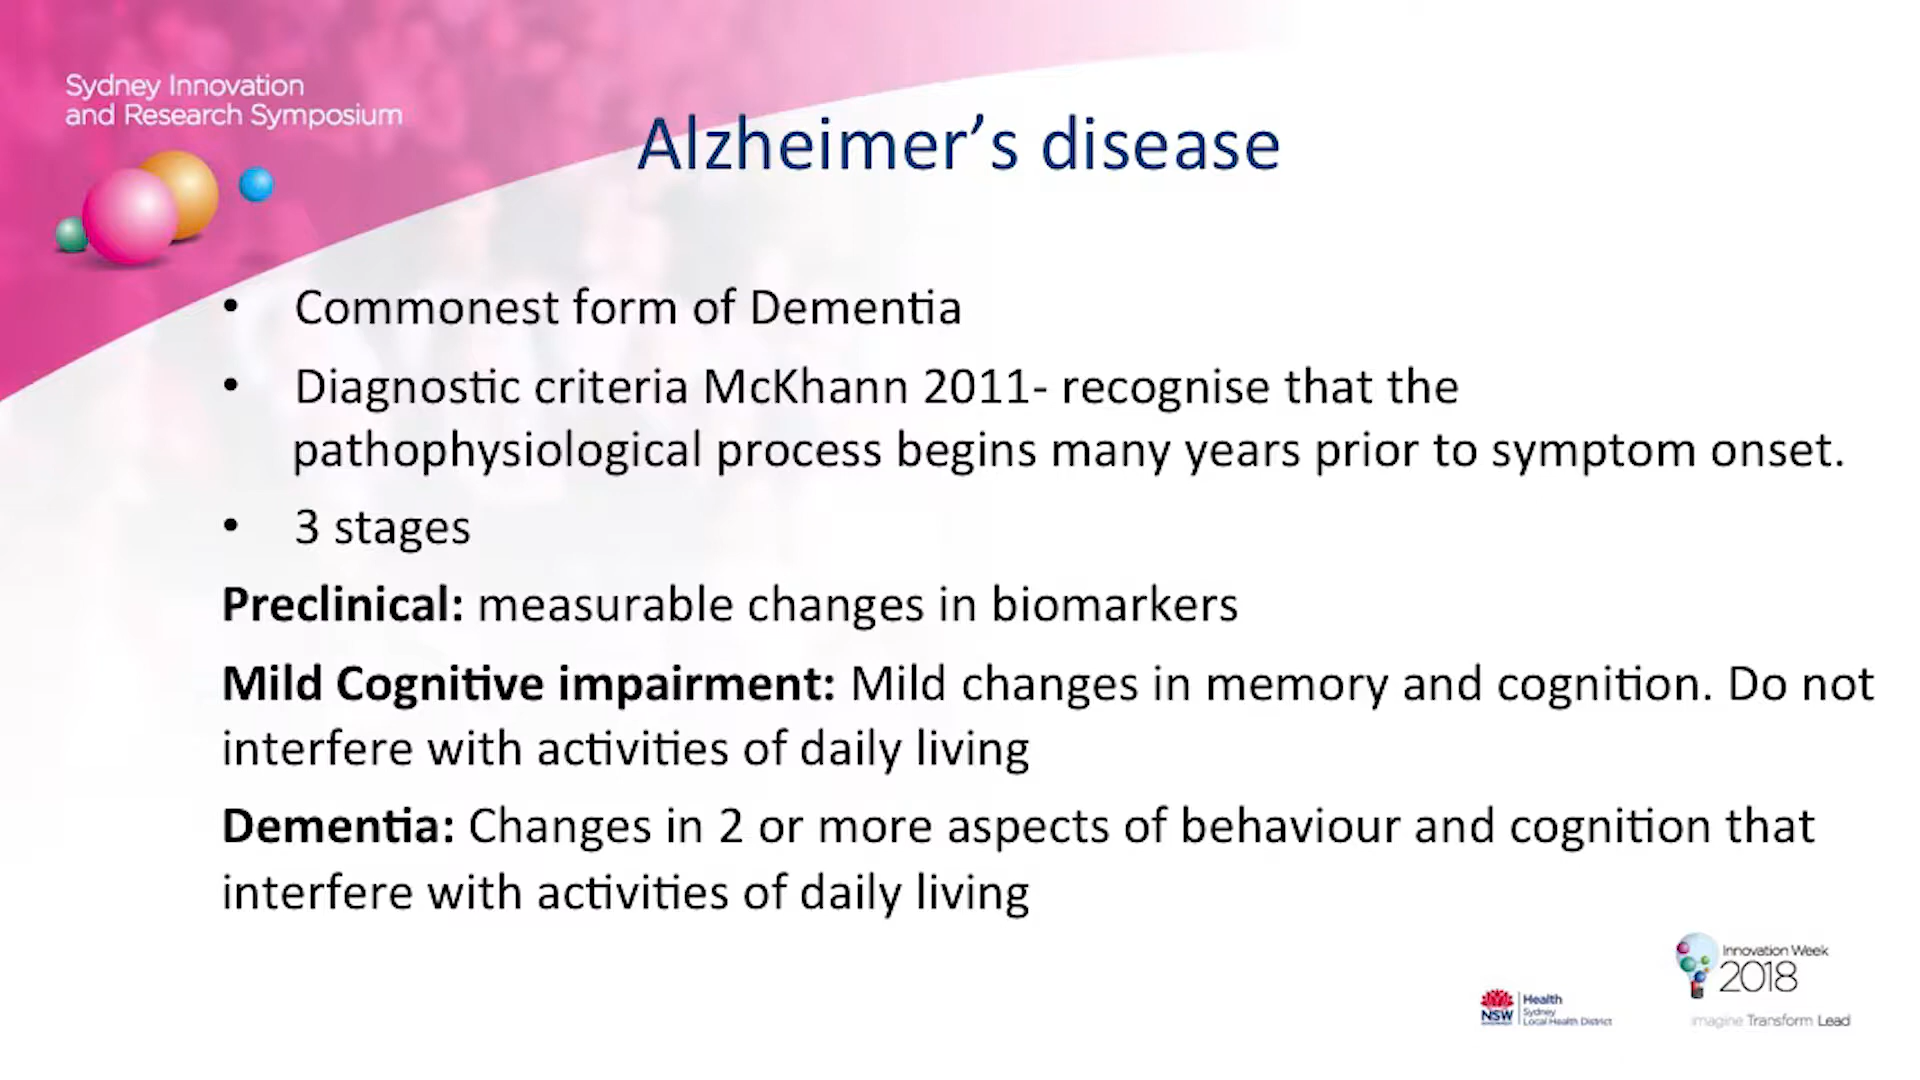 Sydney Innovation
and Research Symposium
Alzheimer’s disease
• Commonest form of Dementia
• Diagnostic criteria McKhann 2011- recognise that the
pathophysiological process begins many years prior to symptom onset.
• 3 stages
Preclinical: measurable changes in biomarkers
Mild Cognitive impairment: Mild changes in memory and cognition. Do not
interfere with activities of daily living
Dementia: Changes in 2 or more aspects of behaviour and cognition that
interfere with activities of daily living
Innovation Week
2018
imagine Transform Lead
NSW
Health
Sydney
Local Health District